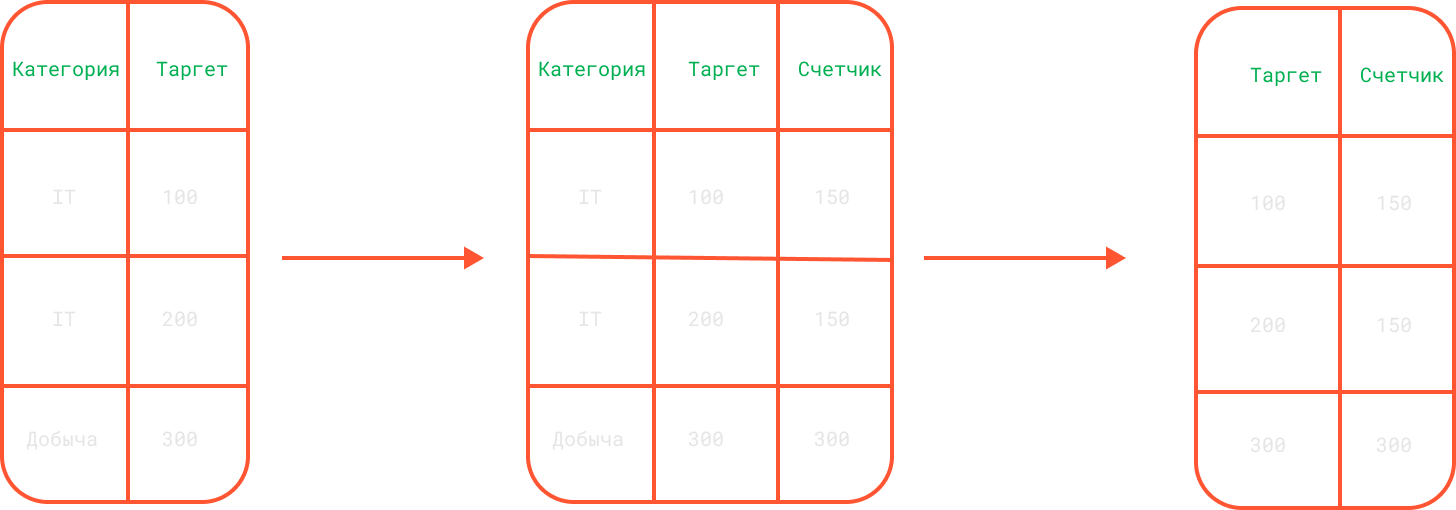 Категория Таргет
IT 100
IT 200
Добыча 300
Категория Таргет Счетчик
IT 100 150
IT 200 150
Добыча 300 300
Таргет Счетчик
100 150
200 150
300 300